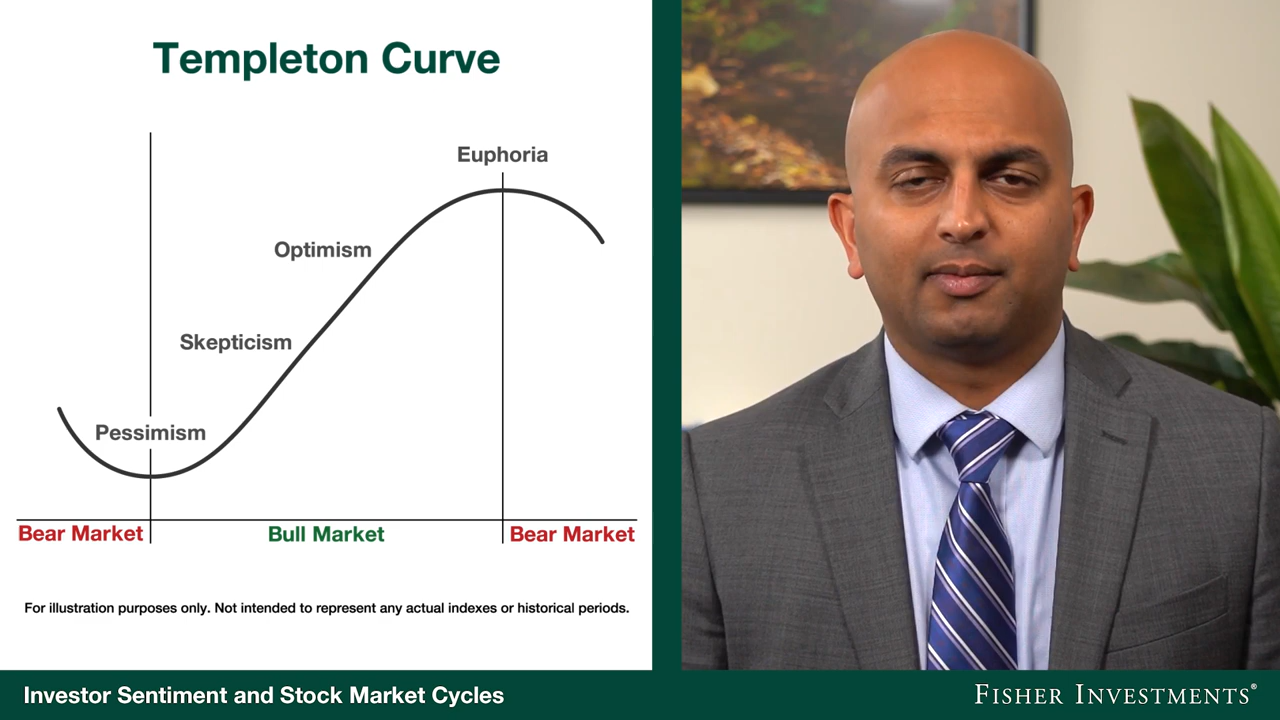 Templeton Curve
Euphoria
Optimism
Skepticism
Pessimism
Bear Market
Bull Market
Bear Market
For illustration purposes only. Not intended to represent any actual indexes or historical periods.
Investor Sentiment and Stock Market Cycles
FISHER INVESTMENTS®